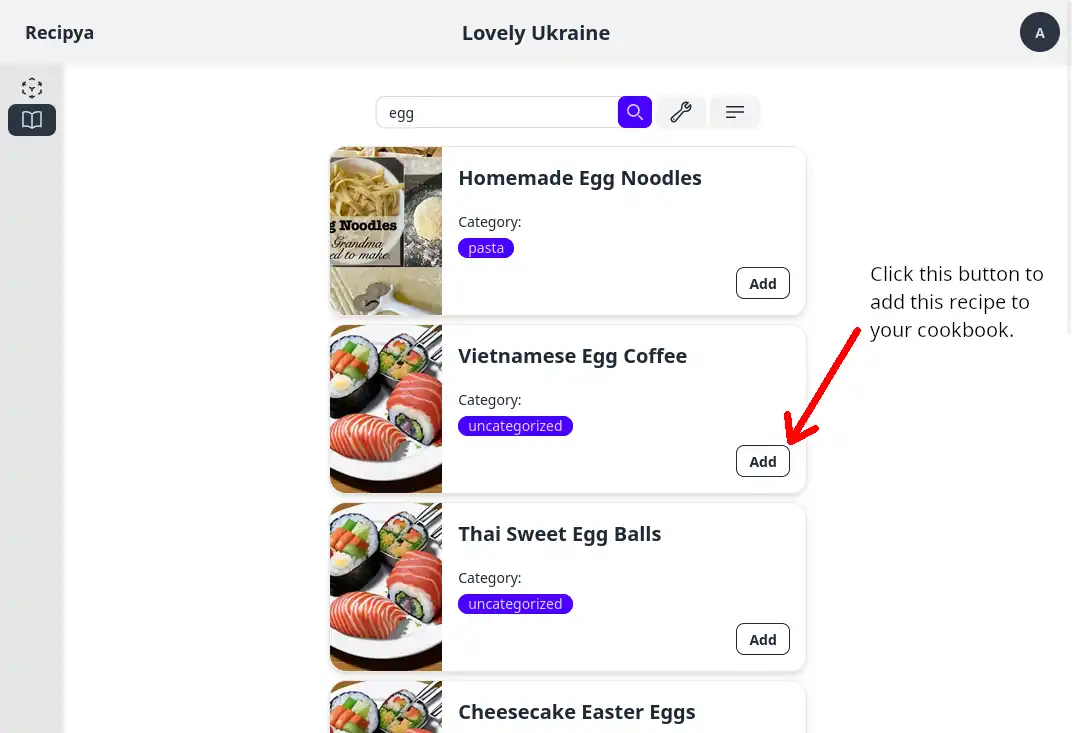 Recipya
Lovely Ukraine
A
egg
Homemade Egg Noodles
Category:
pasta
Add
g Noodles
Grandma
ed to make.
Click this button to
add this recipe to
your cookbook.
Vietnamese Egg Coffee
Category:
uncategorized
Add
Thai Sweet Egg Balls
Category:
uncategorized
Add
Cheesecake Easter Eggs